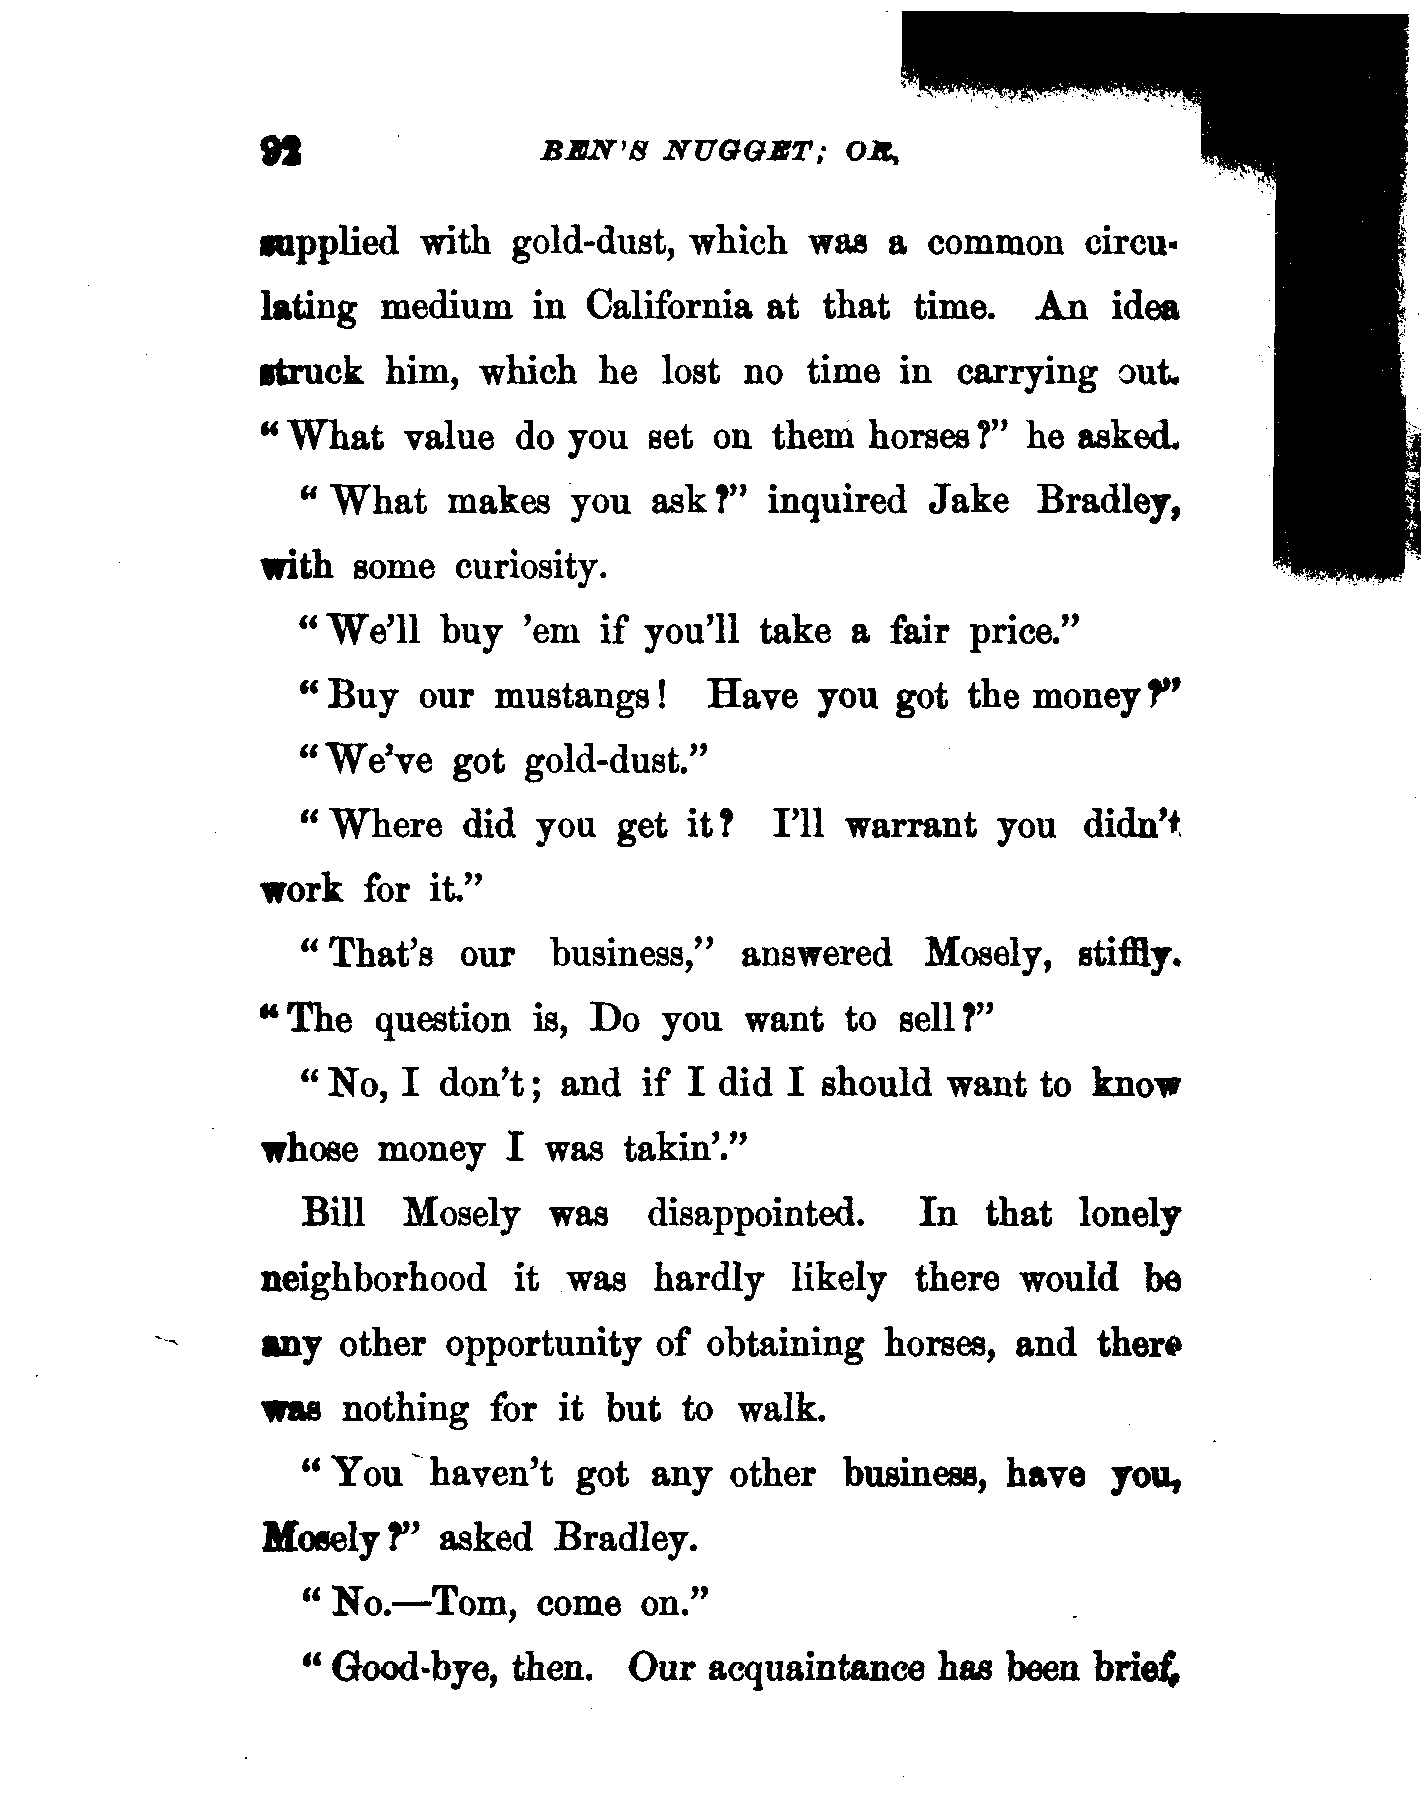 92 BEN'S NUGGET; OR,
supplied with gold-dust, which was a common circu-
lating medium in California at that time. An idea
struck him, which he lost no time in carrying out.
"What value do you set on them horses?" he asked.
"What makes you ask?" inquired Jake Bradley,
with some curiosity.
"We'll buy 'em if you'll take a fair price."
"Buy our mustangs! Have you got the money?"
"We've got gold-dust."
"Where did you get it? I'll warrant you didn't
work for it."
"That's our business," answered Mosely, stiffly.
"The question is, Do you want to sell?"
"No, I don't; and if I did I should want to know
whose money I was takin'."
Bill Mosely was disappointed. In that lonely
neighborhood it was hardly likely there would be
any other opportunity of obtaining horses, and there
was nothing for it but to walk.
"You haven't got any other business, have you,
Mosely?" asked Bradley.
"No.—Tom, come on."
"Good-bye, then. Our acquaintance has been brief,